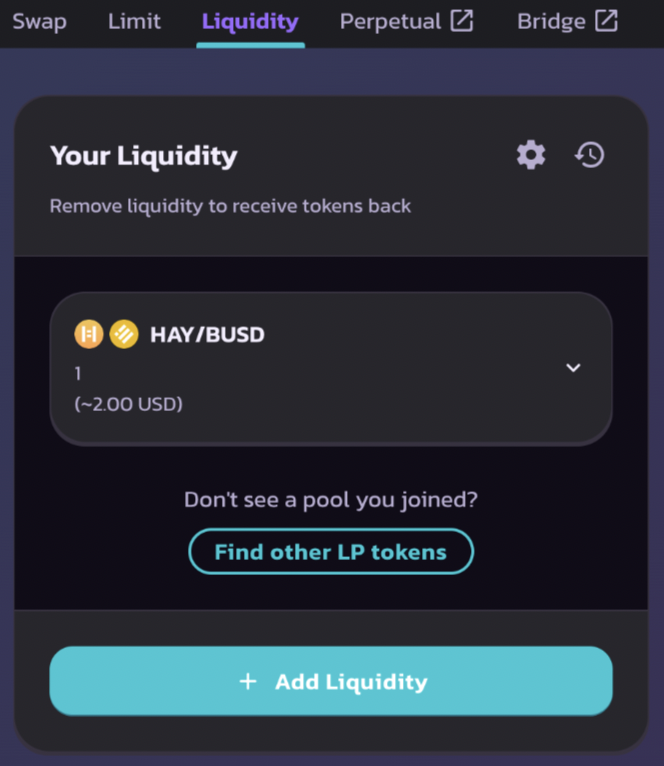 Swap Limit Liquidity Perpetual Bridge
Your Liquidity
Remove liquidity to receive tokens back
HAY/BUSD
1
(~2.00 USD)
Don't see a pool you joined?
Find other LP tokens
+ Add Liquidity